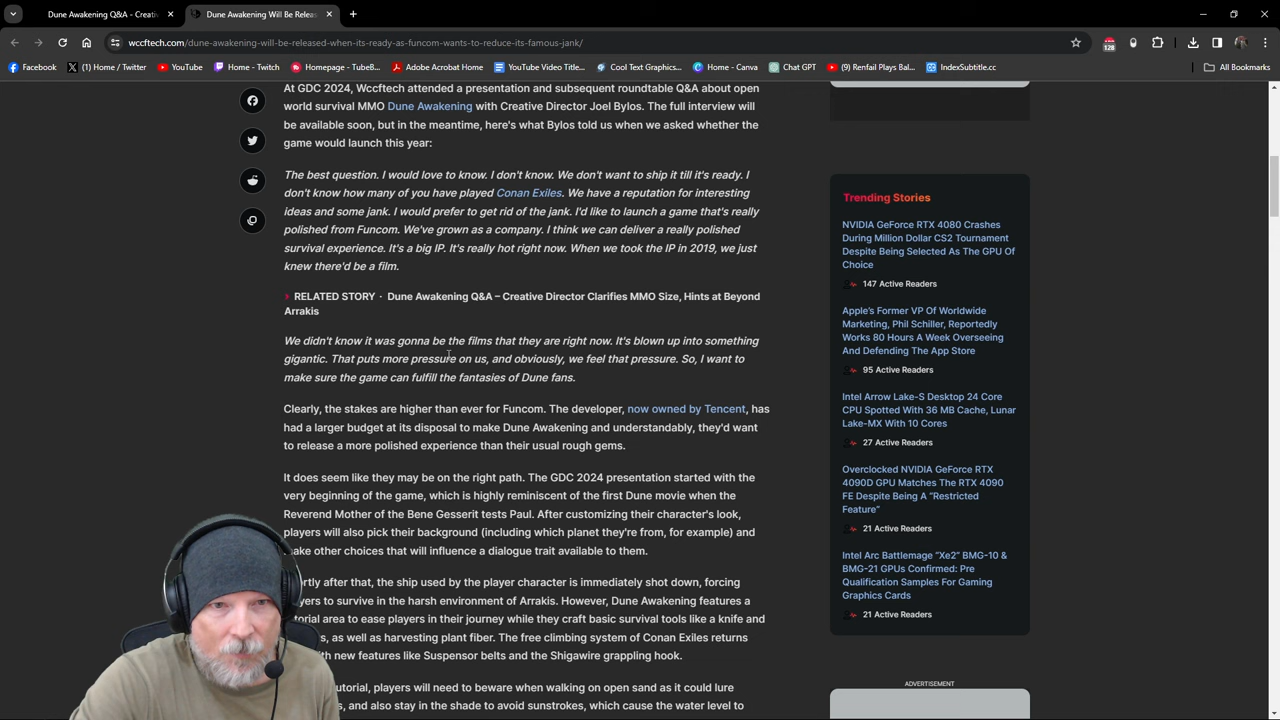 Dune Awakening Q&A - Creativ
Dune Awakening Will Be Releas
wccftech.com/dune-awakening-will-be-released-when-its-ready-as-funcom-wants-to-reduce-its-famous-jank/
128
Facebook
(1) Home / Twitter
YouTube
Home - Twitch
Homepage - TubeB...
Adobe Acrobat Home
YouTube Video Title...
Cool Text Graphics...
Home - Canva
Chat GPT
(9) Renfail Plays Bal...
IndexSubtitle.cc
All Bookmarks
At GDC 2024, Wccftech attended a presentation and subsequent roundtable Q&A about open
world survival MMO Dune Awakening with Creative Director Joel Bylos. The full interview will
be available soon, but in the meantime, here's what Bylos told us when we asked whether the
game would launch this year:
The best question. I would love to know. I don't know. We don't want to ship it till it's ready. I
don't know how many of you have played Conan Exiles. We have a reputation for interesting
ideas and some jank. I would prefer to get rid of the jank. I'd like to launch a game that's really
polished from Funcom. We've grown as a company. I think we can deliver a really polished
survival experience. It's a big IP. It's really hot right now. When we took the IP in 2019, we just
knew there'd be a film.
RELATED STORY · Dune Awakening Q&A – Creative Director Clarifies MMO Size, Hints at Beyond
Arrakis
We didn't know it was gonna be the films that they are right now. It's blown up into something
gigantic. That puts more pressure on us, and obviously, we feel that pressure. So, I want to
make sure the game can fulfill the fantasies of Dune fans.
Clearly, the stakes are higher than ever for Funcom. The developer, now owned by Tencent, has
had a larger budget at its disposal to make Dune Awakening and understandably, they'd want
to release a more polished experience than their usual rough gems.
It does seem like they may be on the right path. The GDC 2024 presentation started with the
very beginning of the game, which is highly reminiscent of the first Dune movie when the
Reverend Mother of the Bene Gesserit tests Paul. After customizing their character's look,
players will also pick their background (including which planet they're from, for example) and
ake other choices that will influence a dialogue trait available to them.
ortly after that, the ship used by the player character is immediately shot down, forcing
yers to survive in the harsh environment of Arrakis. However, Dune Awakening features a
torial area to ease players in their journey while they craft basic survival tools like a knife and
s, as well as harvesting plant fiber. The free climbing system of Conan Exiles returns
th new features like Suspensor belts and the Shigawire grappling hook.
utorial, players will need to beware when walking on open sand as it could lure
s, and also stay in the shade to avoid sunstrokes, which cause the water level to
Trending Stories
NVIDIA GeForce RTX 4080 Crashes
During Million Dollar CS2 Tournament
Despite Being Selected As The GPU Of
Choice
147 Active Readers
Apple's Former VP Of Worldwide
Marketing, Phil Schiller, Reportedly
Works 80 Hours A Week Overseeing
And Defending The App Store
95 Active Readers
Intel Arrow Lake-S Desktop 24 Core
CPU Spotted With 36 MB Cache, Lunar
Lake-MX With 10 Cores
27 Active Readers
Overclocked NVIDIA GeForce RTX
4090D GPU Matches The RTX 4090
FE Despite Being A "Restricted
Feature"
21 Active Readers
Intel Arc Battlemage "Xe2" BMG-10 &
BMG-21 GPUs Confirmed: Pre
Qualification Samples For Gaming
Graphics Cards
21 Active Readers
ADVERTISEMENT